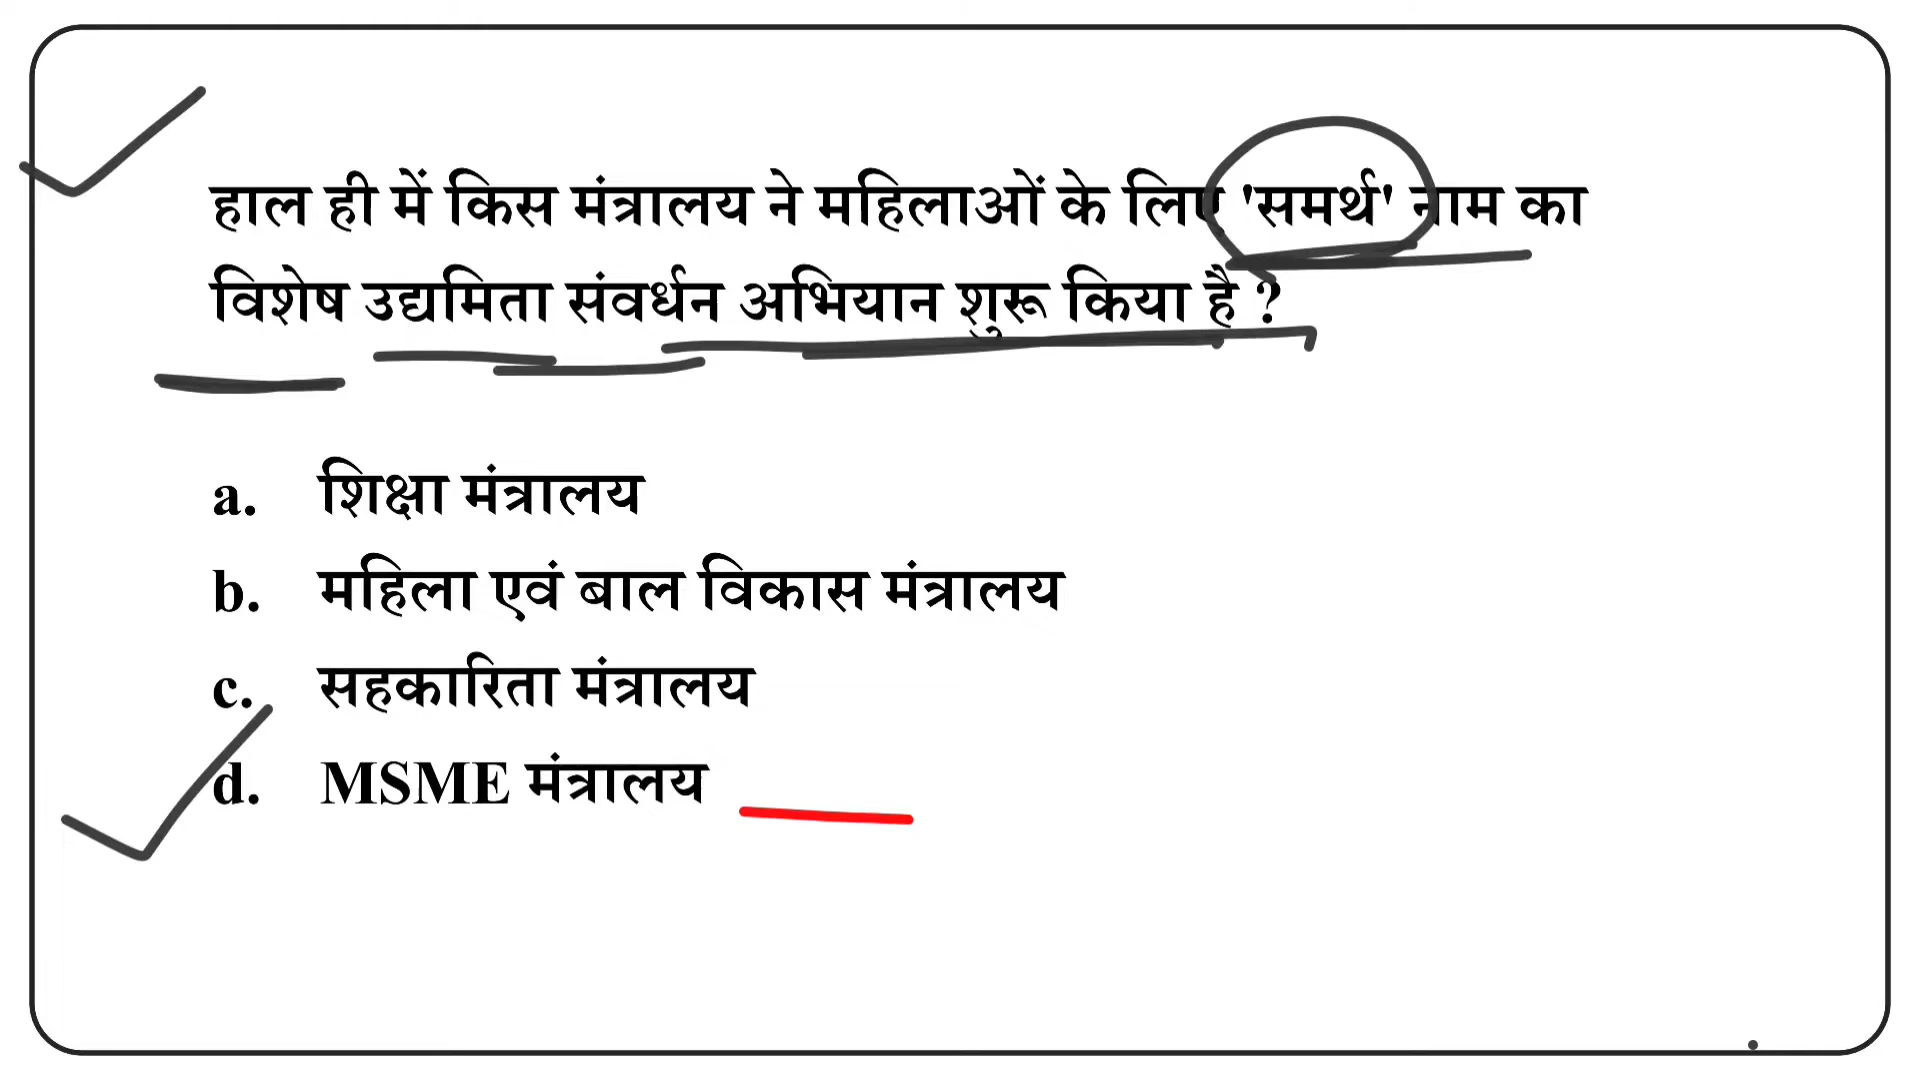 हाल ही में किस मंत्रालय ने महिलाओं के लिए 'समर्थ' नाम का
विशेष उद्यमिता संवर्धन अभियान शुरू किया है ?
a. शिक्षा मंत्रालय
b. महिला एवं बाल विकास मंत्रालय
c. सहकारिता मंत्रालय
d. MSME मंत्रालय